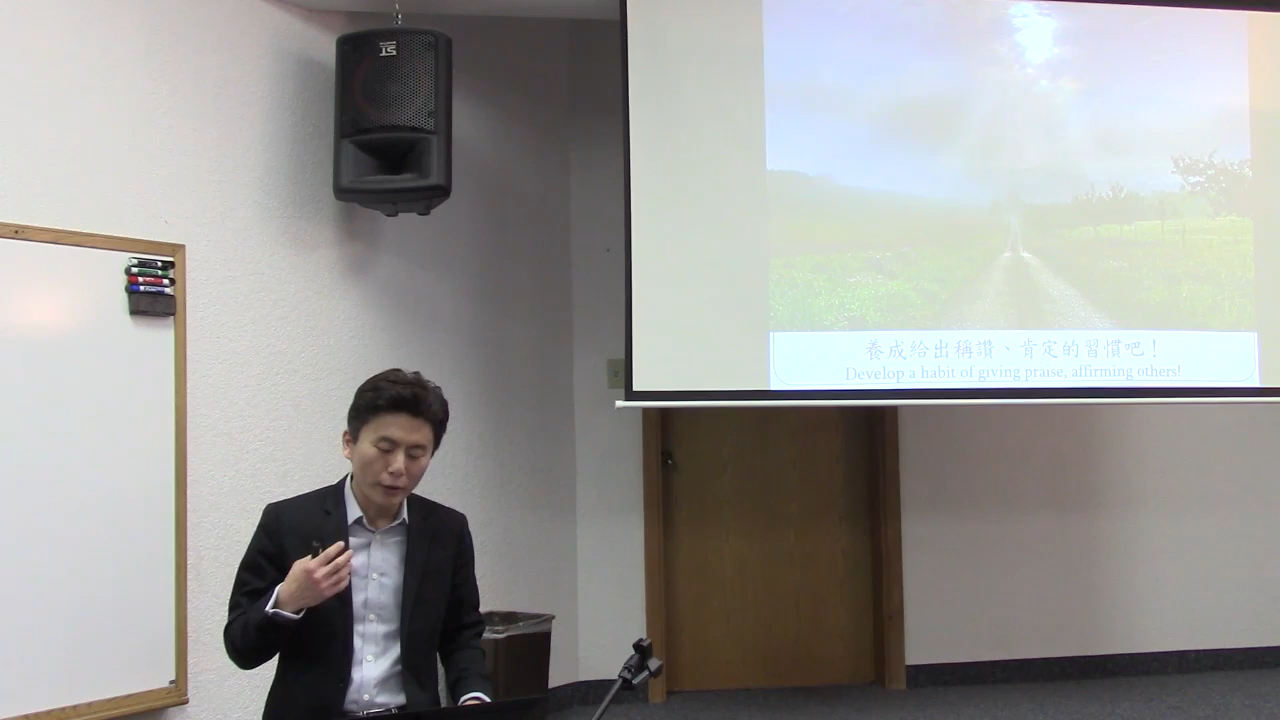 養成給出稱讚、肯定的習慣吧！
Develop a habit of giving praise, affirming others!